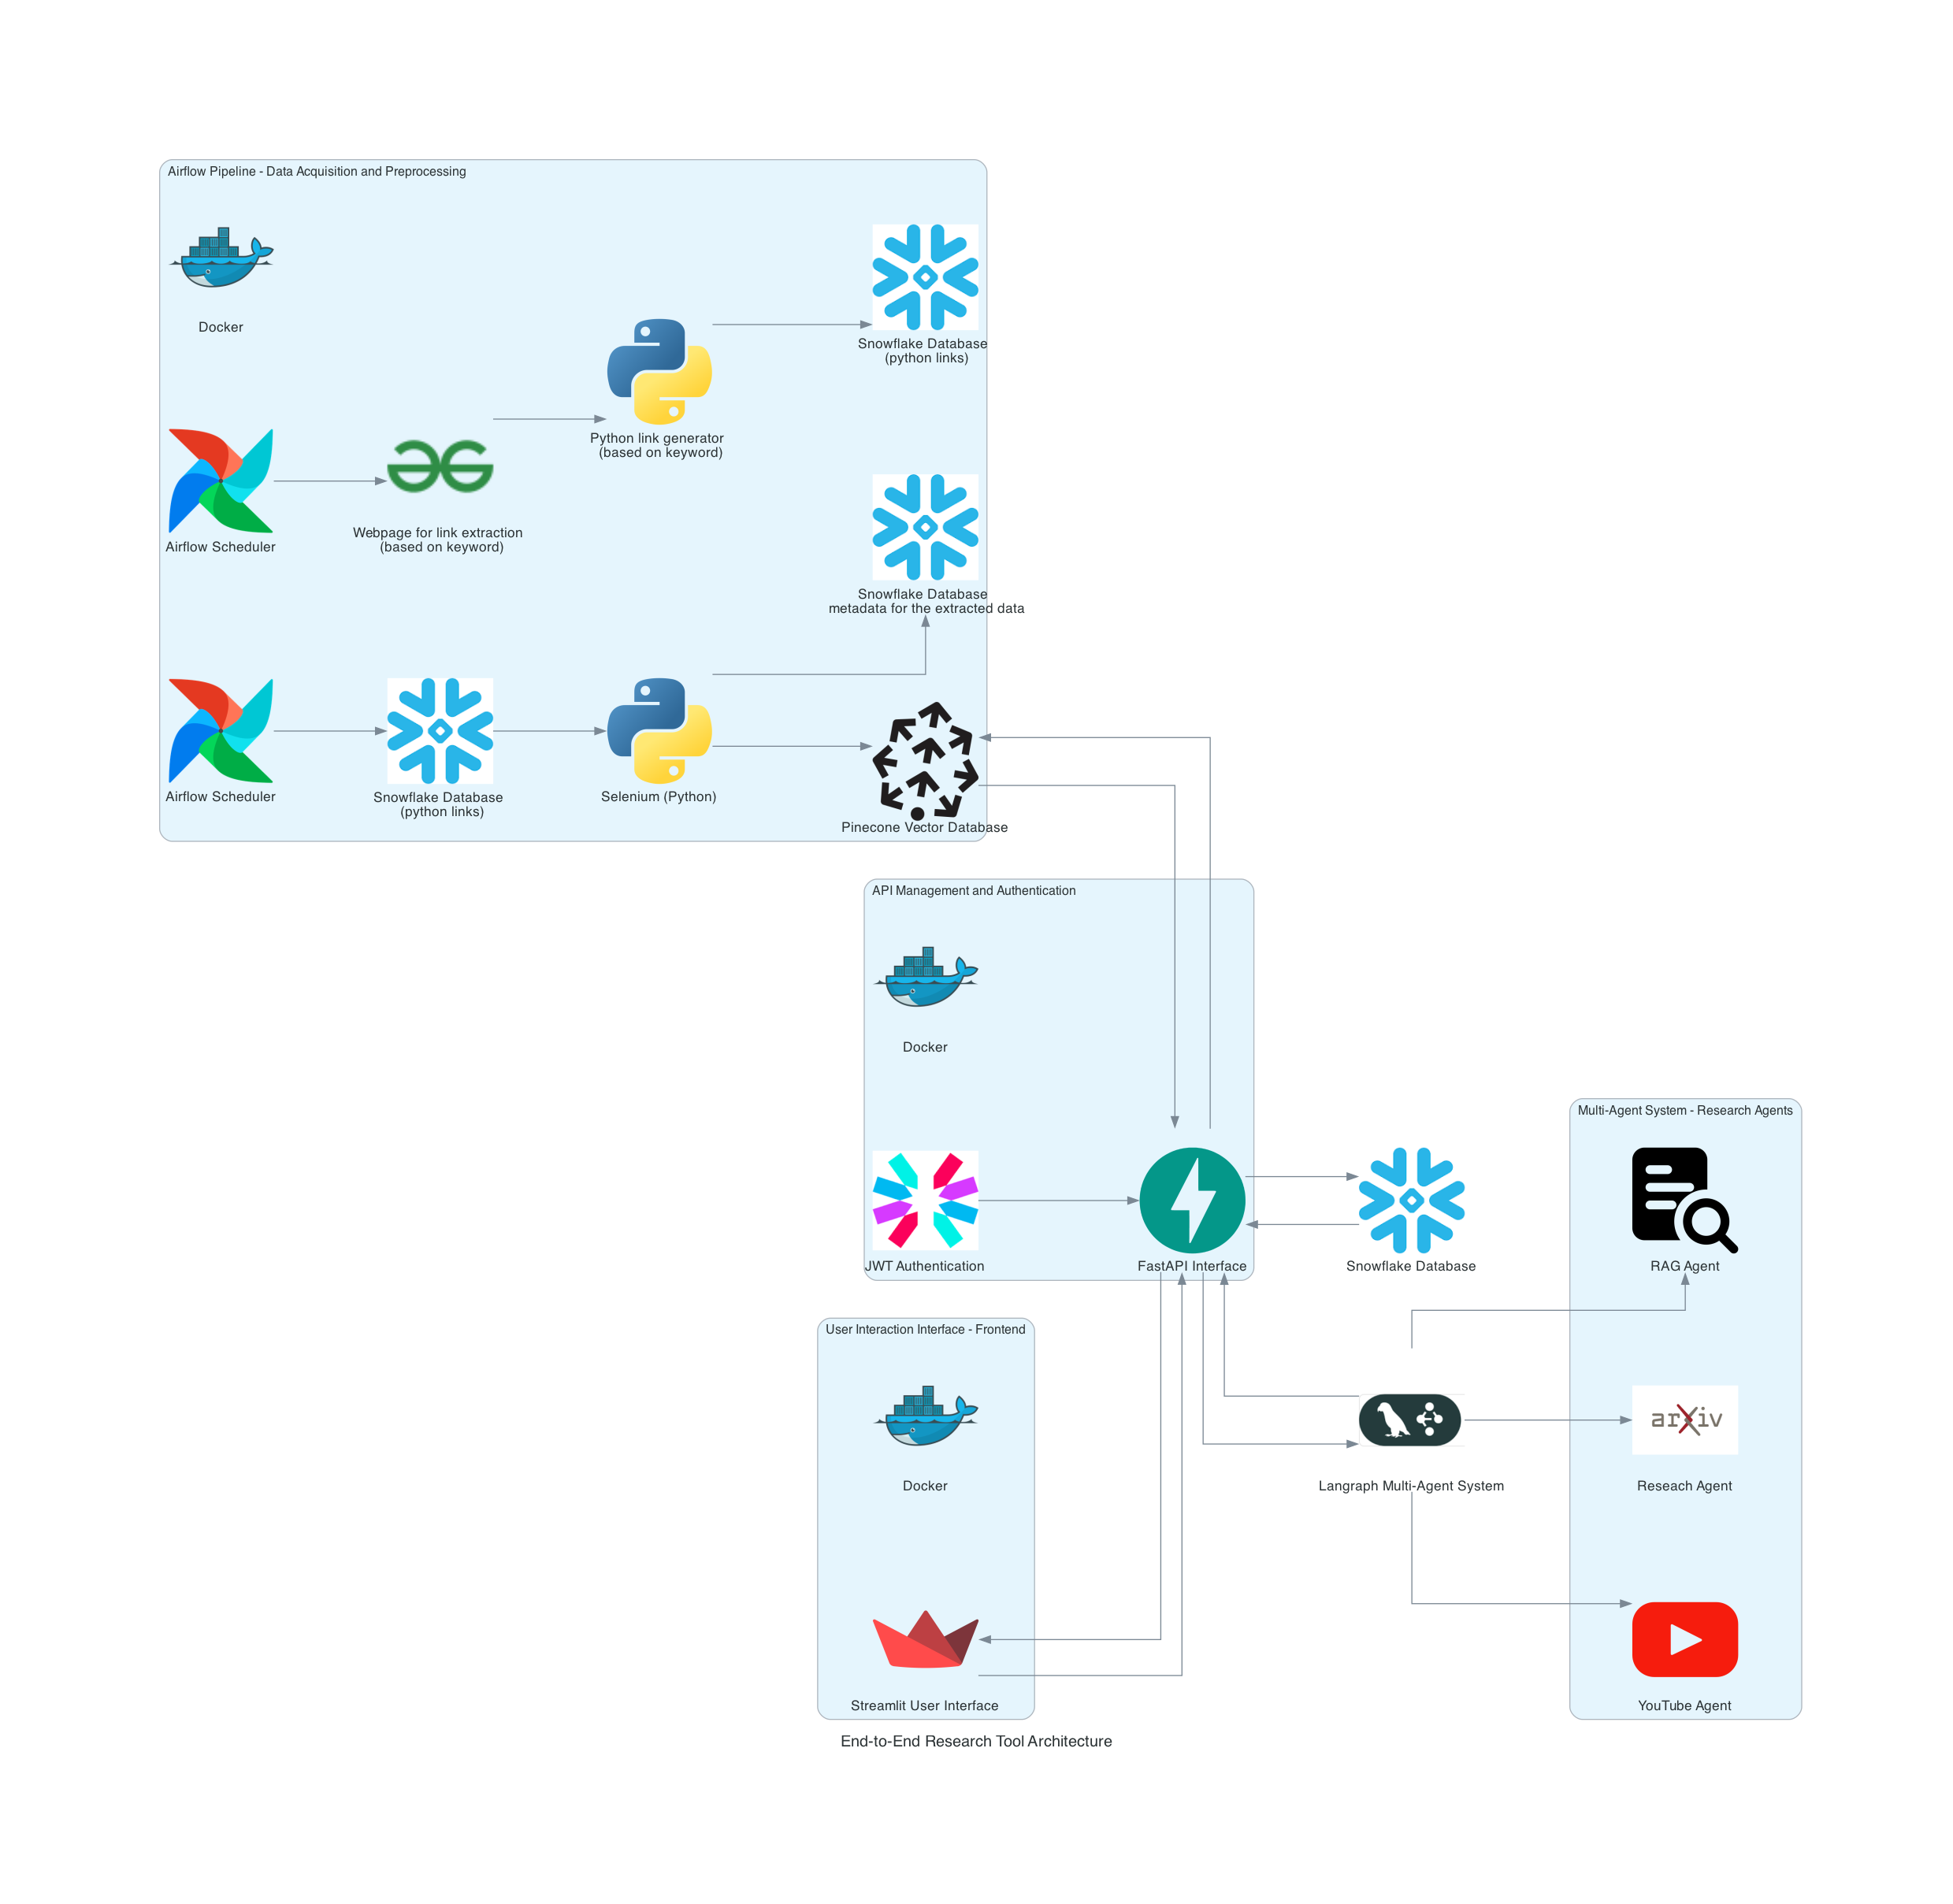 Airflow Pipeline - Data Acquisition and Preprocessing
Docker
Snowflake Database
(python links)
Python link generator
(based on keyword)
Webpage for link extraction
(based on keyword)
Airflow Scheduler
Snowflake Database
metadata for the extracted data
Airflow Scheduler
Snowflake Database
(python links)
Selenium (Python)
Pinecone Vector Database
API Management and Authentication
Docker
JWT Authentication
FastAPI Interface
Snowflake Database
Multi-Agent System - Research Agents
RAG Agent
User Interaction Interface - Frontend
Docker
Langraph Multi-Agent System
arXiv
Reseach Agent
Streamlit User Interface
YouTube Agent
End-to-End Research Tool Architecture